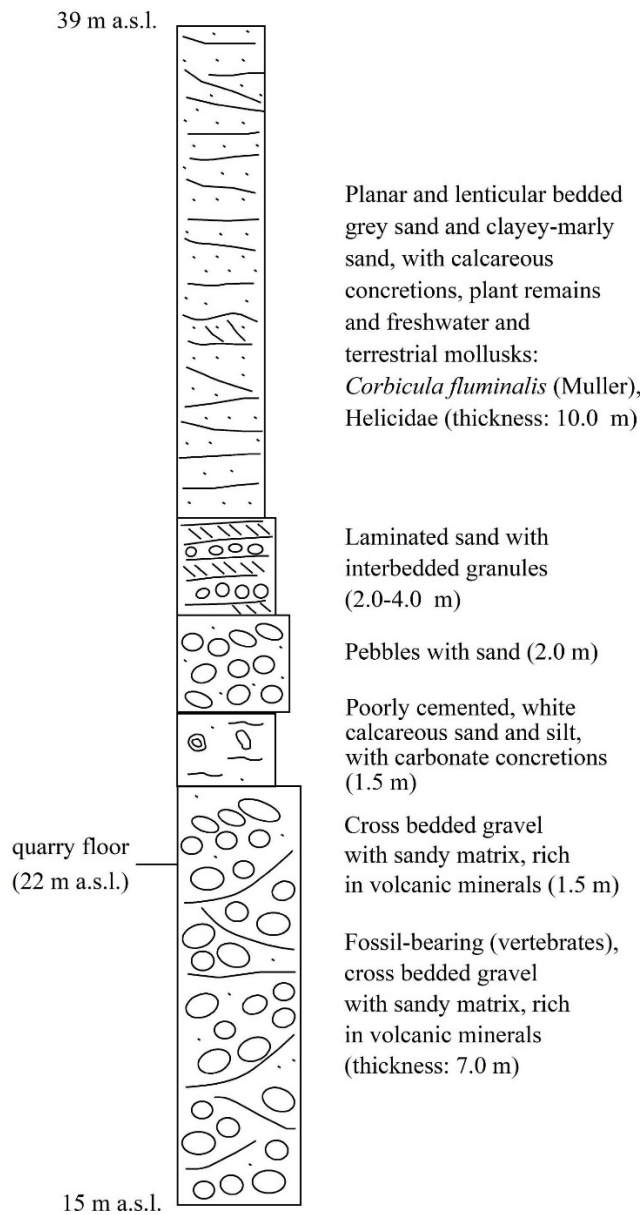 39 m a.s.l.
Planar and lenticular bedded
grey sand and clayey-marly
sand, with calcareous
concretions, plant remains
and freshwater and
terrestrial mollusks:
Corbicula fluminalis (Muller),
Helicidae (thickness: 10.0 m)
Laminated sand with
interbedded granules
(2.0-4.0 m)
Pebbles with sand (2.0 m)
Poorly cemented, white
calcareous sand and silt,
with carbonate concretions
(1.5 m)
Cross bedded gravel
with sandy matrix, rich
in volcanic minerals (1.5 m)
quarry floor
(22 m a.s.l.)
Fossil-bearing (vertebrates),
cross bedded gravel
with sandy matrix, rich
in volcanic minerals
(thickness: 7.0 m)
15 m a.s.l.